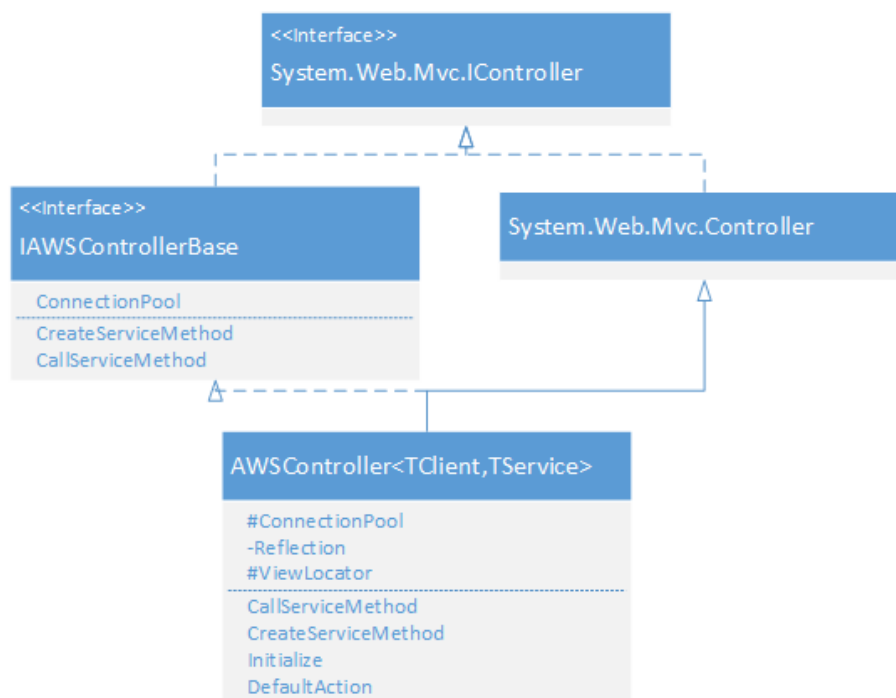 <<Interface>>
System.Web.Mvc.IController
<<Interface>>
IAWSControllerBase
ConnectionPool
CreateServiceMethod
CallServiceMethod
System.Web.Mvc.Controller
AWSController<TClient,TService>
#ConnectionPool
-Reflection
#ViewLocator
CallServiceMethod
CreateServiceMethod
Initialize
DefaultAction